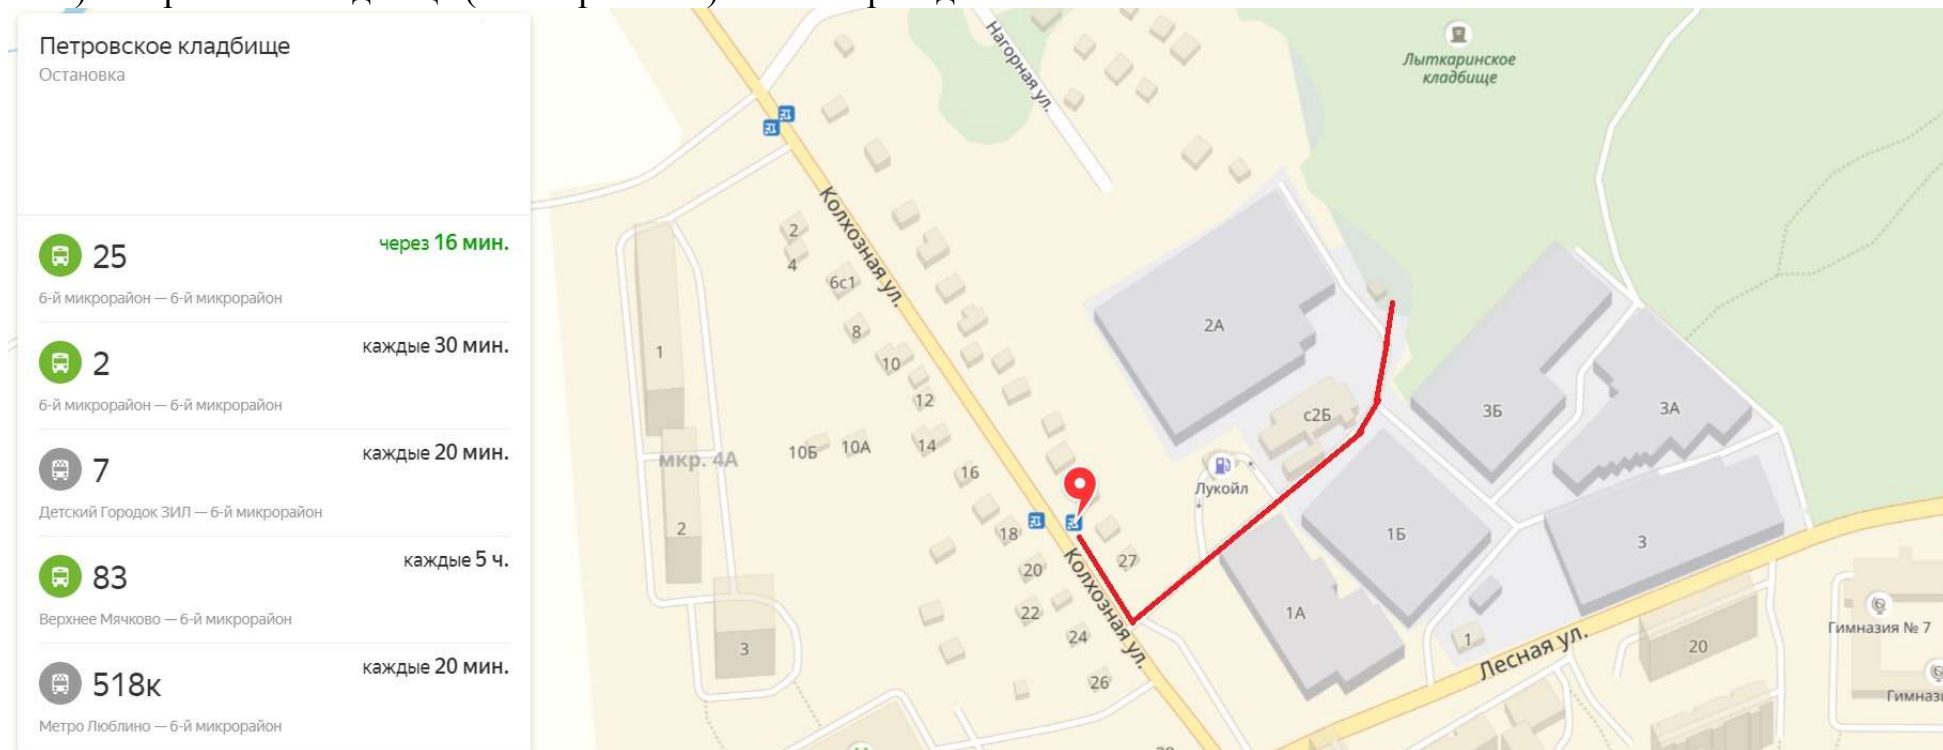 Петровское кладбище
Остановка
25
через 16 мин.
6-й микрорайон — 6-й микрорайон
2
каждые 30 мин.
6-й микрорайон — 6-й микрорайон
7
каждые 20 мин.
Детский Городок ЗИЛ — 6-й микрорайон
83
каждые 5 ч.
Верхнее Мячково — 6-й микрорайон
518к
каждые 20 мин.
Метро Люблино — 6-й микрорайон
Нагорная ул.
Лыткаринское
кладбище
Колхозная ул.
2
4
6с1
8
10
12
10Б
10А
14
16
18
20
22
24
26
27
1
мкр. 4А
2
3
2А
с2Б
Лукойл
3Б
3А
1Б
3
1А
1
Колхозная ул.
Лесная ул.
20
Гимназия № 7